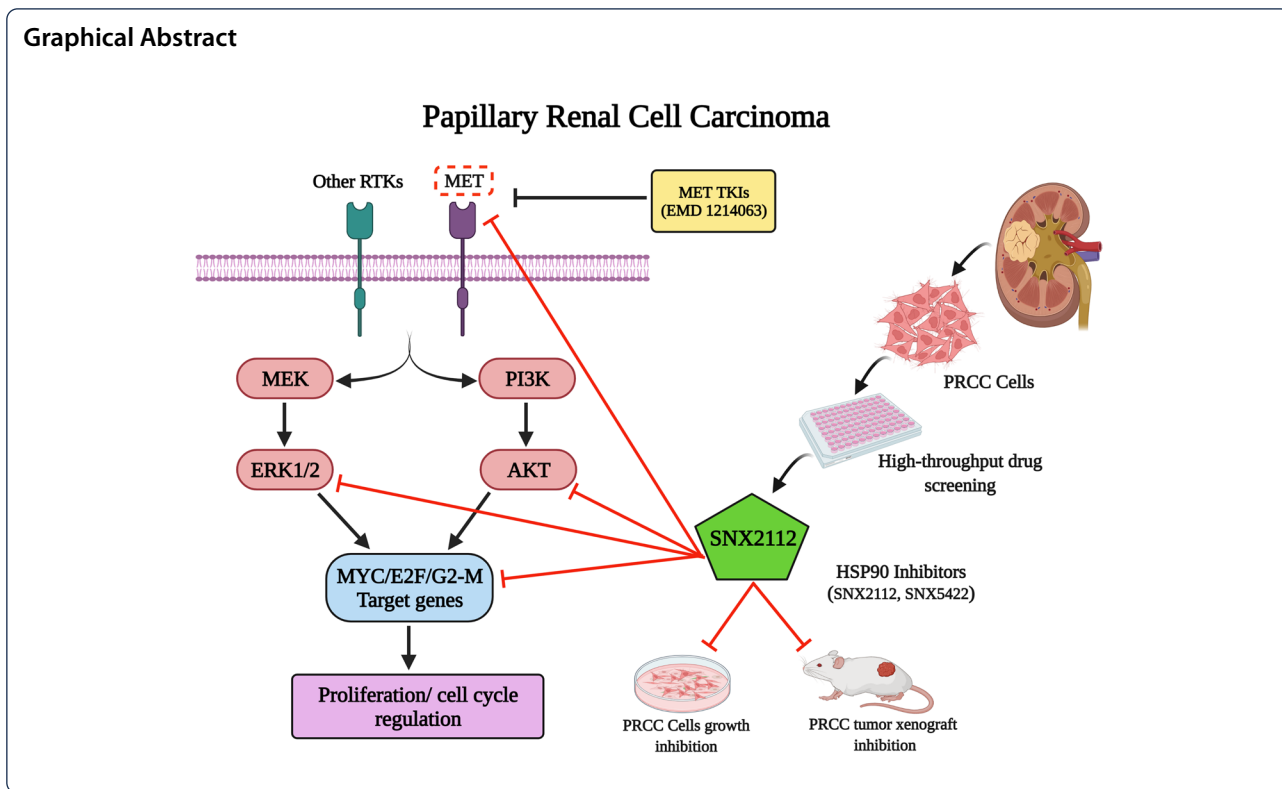 Graphical Abstract
Papillary Renal Cell Carcinoma
Other RTKs
MET
MET TKIs
(EMD 1214063)
MEK
PI3K
PRCC Cells
ERK1/2
AKT
High-throughput drug
screening
SNX2112
MYC/E2F/G2-M
Target genes
HSP90 Inhibitors
(SNX2112, SNX5422)
Proliferation/ cell cycle
regulation
PRCC Cells growth
inhibition
PRCC tumor xenograft
inhibition